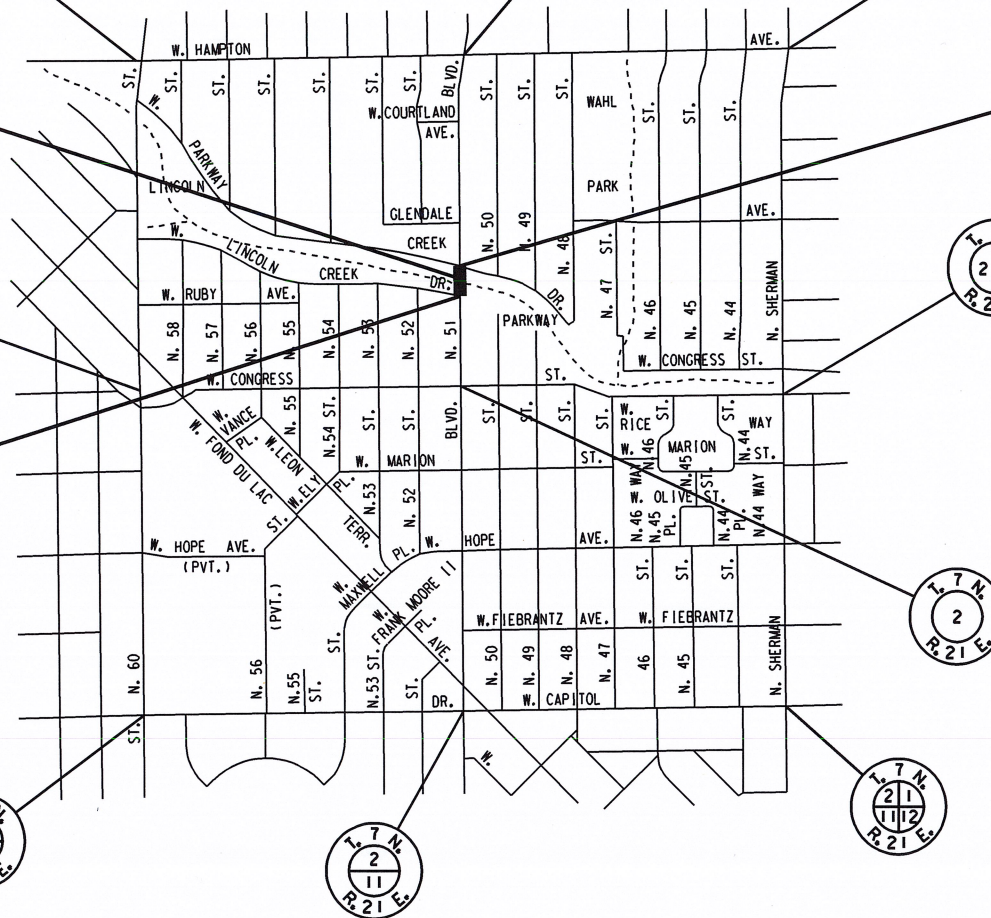 W. HAMPTON AVE.
ST. ST. ST. ST. ST. ST. BLVD. ST. ST. ST. ST. ST. ST.
W. COURTLAND AVE.
WAHL PARK
W. LINCOLN CREEK PARKWAY DR.
GLENDALE AVE.
W. LINCOLN CREEK DR.
PARKWAY
N. 50
N. 49
N. 48
N. 47 ST.
N. 46
N. 45
N. 44
N. SHERMAN
W. RUBY AVE.
N. 58
N. 57
N. 56
N. 55
N. 54
N. 53
N. 52
N. 51
W. CONGRESS ST.
W. CONGRESS ST.
W. VANCE PL.
N. 55
N. 54 ST.
ST. ST. BLVD. ST. ST. ST. ST.
W. FOND DU LAC AVE.
W. LEON TERR.
W. RICE ST.
ST. ST.
MARION ST.
N. 44 WAY
W. MARION ST.
W. ELY PL.
ST.
N. 53
N. 52
N. 46 WAY
N. 45 ST.
W. OLIVE ST.
N. 46
N. 45 PL.
N. 44 PL.
N. 44 WAY
W. HOPE AVE.
(PVT.)
W. HOPE AVE.
W. MAXWELL PL.
W. FRANK MOORE II PL.
(PVT.)
ST. ST. ST. ST.
W. FIEBRANTZ AVE.
W. FIEBRANTZ
N. 60 ST.
N. 56
N. 55 ST.
N. 53 ST.
ST.
N. 50
N. 49
N. 48
N. 47
46
N. 45
N. SHERMAN
DR.
W. CAPITOL
W.
T.
2
R. 2
T. 7 N.
2
R. 21 E.
T. 7 N.
2 1
11 12
R. 21 E.
T. 7 N.
2
11
R. 21 E.
N.
E.